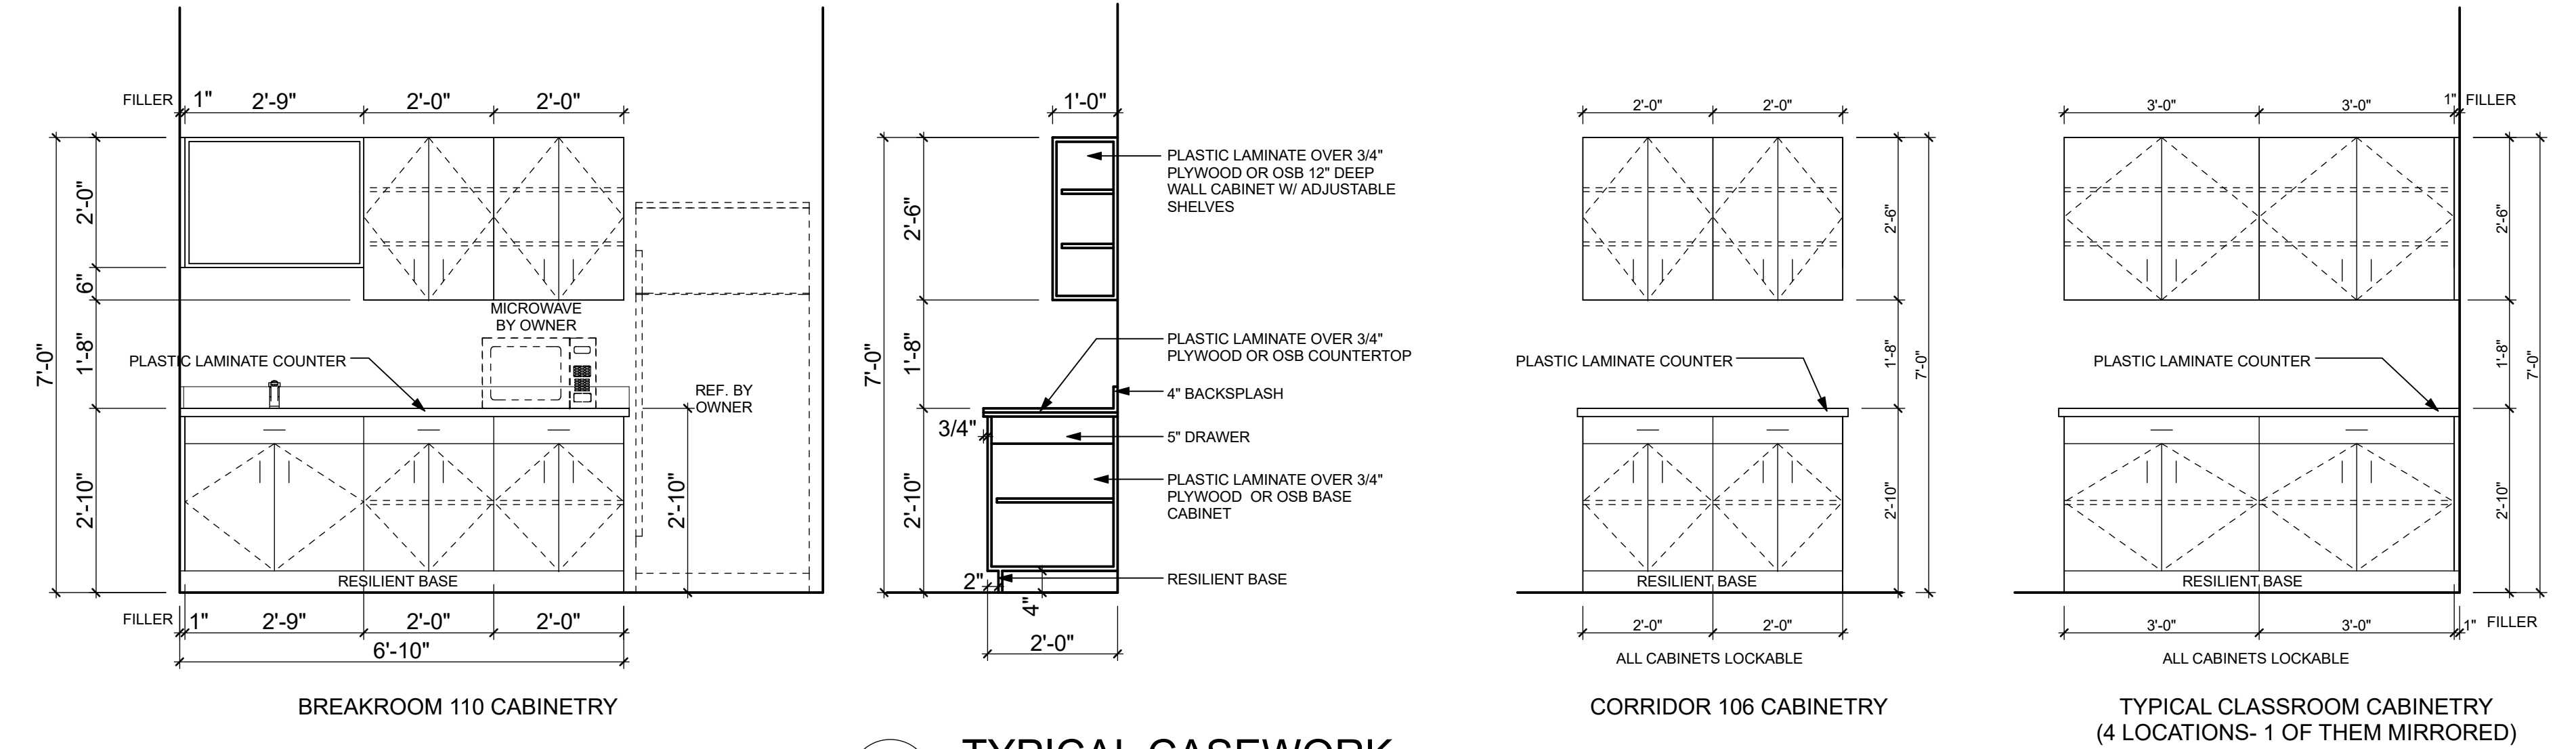 FILLER 1" 2'-9" 2'-0" 2'-0"
7'-0"
2'-0"
6"
1'-8"
2'-10"
MICROWAVE
BY OWNER
PLASTIC LAMINATE COUNTER
REF. BY
OWNER
2'-10"
RESILIENT BASE
FILLER 1" 2'-9" 2'-0" 2'-0"
6'-10"
BREAKROOM 110 CABINETRY
1'-0"
7'-0"
2'-6"
1'-8"
2'-10"
3/4"
2"
4"
2'-0"
PLASTIC LAMINATE OVER 3/4"
PLYWOOD OR OSB 12" DEEP
WALL CABINET W/ ADJUSTABLE
SHELVES
PLASTIC LAMINATE OVER 3/4"
PLYWOOD OR OSB COUNTERTOP
4" BACKSPLASH
5" DRAWER
PLASTIC LAMINATE OVER 3/4"
PLYWOOD OR OSB BASE
CABINET
RESILIENT BASE
TYPICAL CASEWORK
2'-0" 2'-0"
2'-6"
1'-8"
7'-0"
2'-10"
PLASTIC LAMINATE COUNTER
RESILIENT BASE
2'-0" 2'-0"
ALL CABINETS LOCKABLE
CORRIDOR 106 CABINETRY
3'-0" 3'-0" 1" FILLER
2'-6"
1'-8"
7'-0"
2'-10"
PLASTIC LAMINATE COUNTER
RESILIENT BASE
3'-0" 3'-0" 1" FILLER
ALL CABINETS LOCKABLE
TYPICAL CLASSROOM CABINETRY
(4 LOCATIONS- 1 OF THEM MIRRORED)